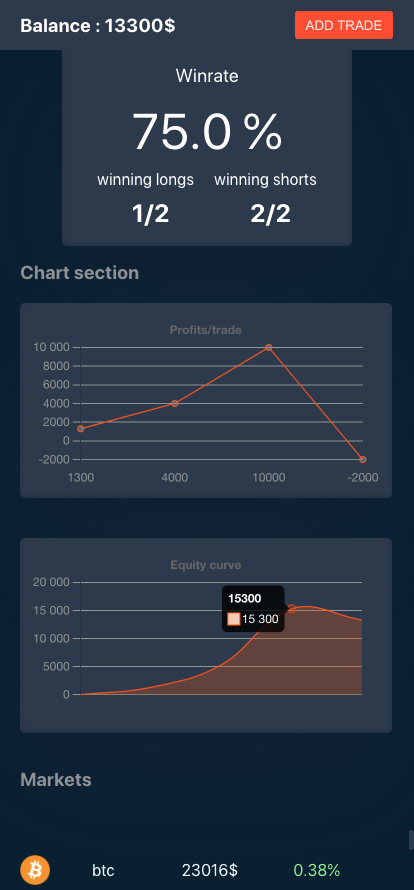 Balance : 13300$ ADD TRADE
Winrate
75.0 %
winning longs winning shorts
1/2 2/2
Chart section
Profits/trade
10 000
8000
6000
4000
2000
0
-2000
1300 4000 10000 -2000
Equity curve
20 000
15 000
10 000
5000
0
15300
15 300
Markets
btc 23016$ 0.38%